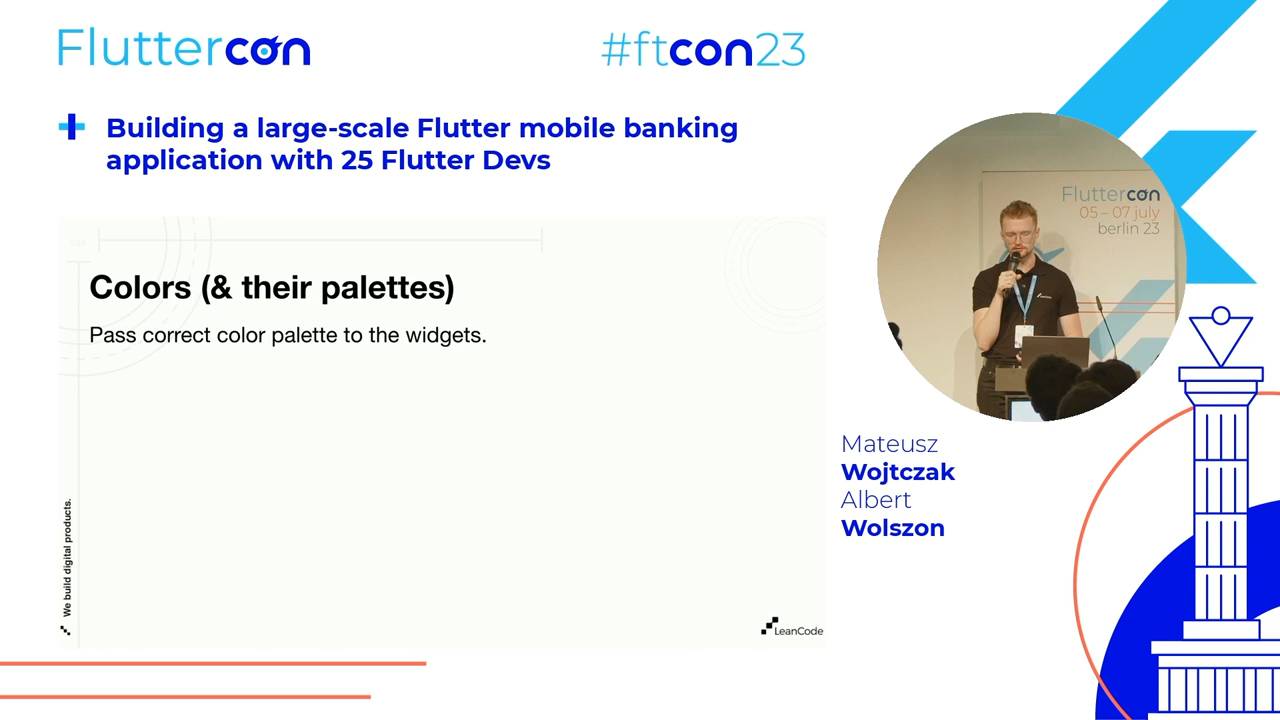 Fluttercon
#ftcon23
Building a large-scale Flutter mobile banking
application with 25 Flutter Devs
Colors (& their palettes)
Pass correct color palette to the widgets.
We build digital products.
LeanCode
Fluttercon
05 – 07 july
berlin 23
Mateusz
Wojtczak
Albert
Wolszon